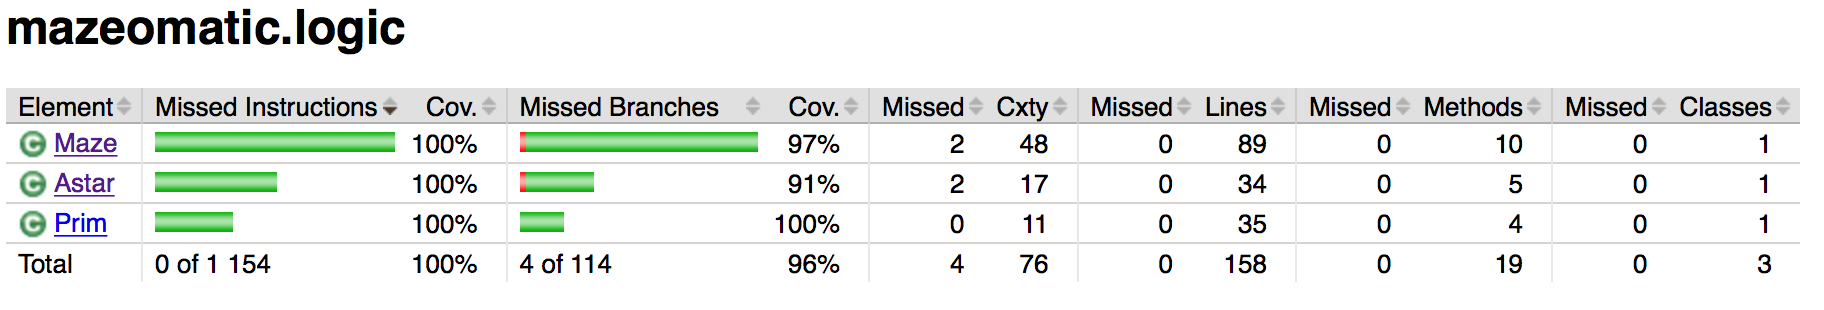 mazeomatic.logic
Element Missed Instructions Cov. Missed Branches Cov. Missed Cxty Missed Lines Missed Methods Missed Classes
C Maze 100% 97% 2 48 0 89 0 10 0 1
C Astar 100% 91% 2 17 0 34 0 5 0 1
C Prim 100% 100% 0 11 0 35 0 4 0 1
Total 0 of 1 154 100% 4 of 114 96% 4 76 0 158 0 19 0 3